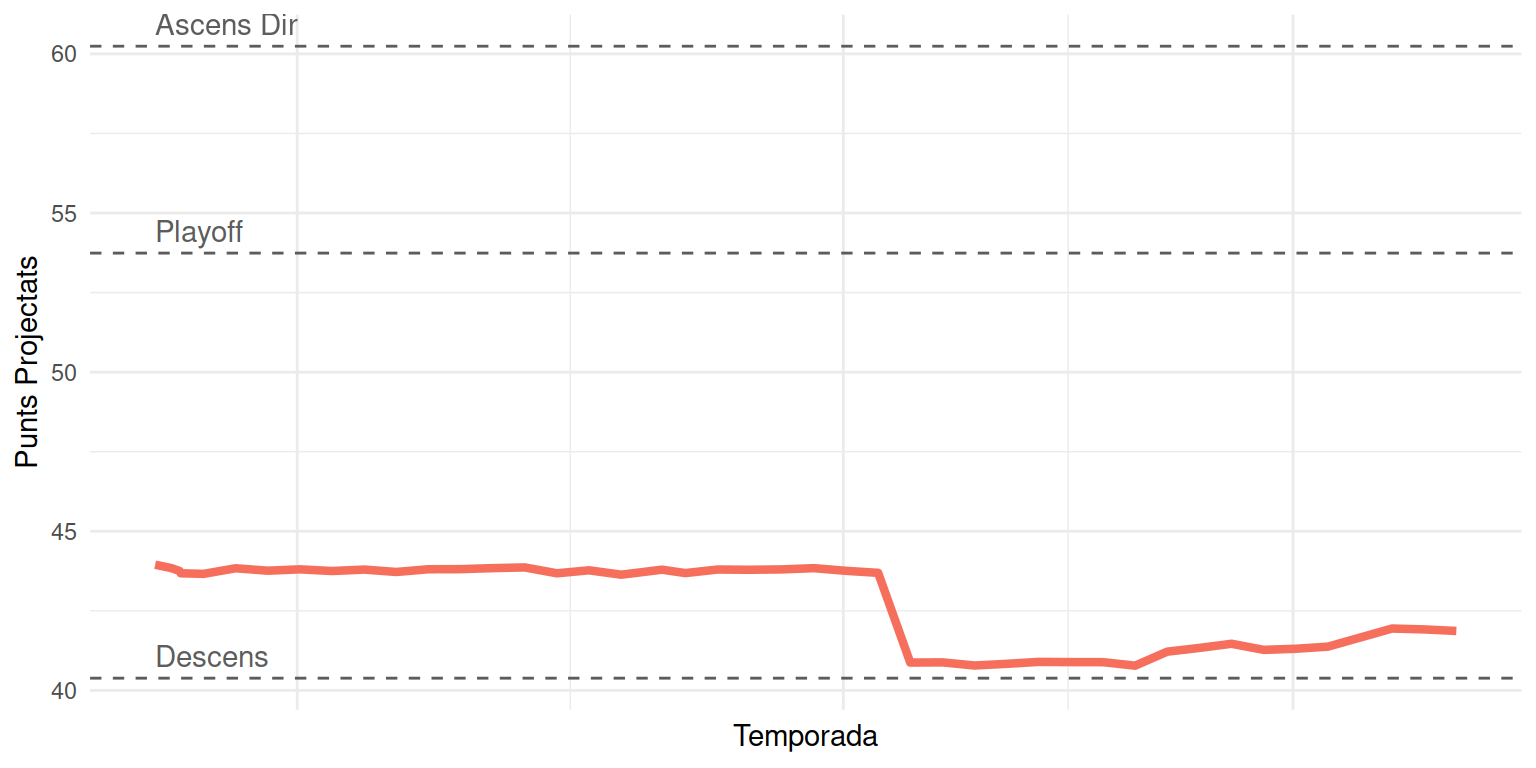 Ascens Dir
60
55
Playoff
50
45
Descens
40
Punts Projectats
Temporada